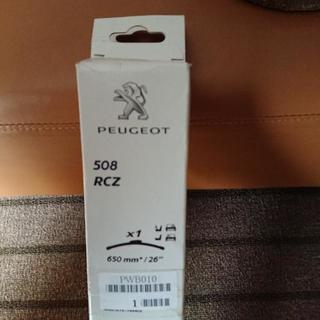 PEUGEOT
508
RCZ
x1
650 mm* / 26"
PWB010
1